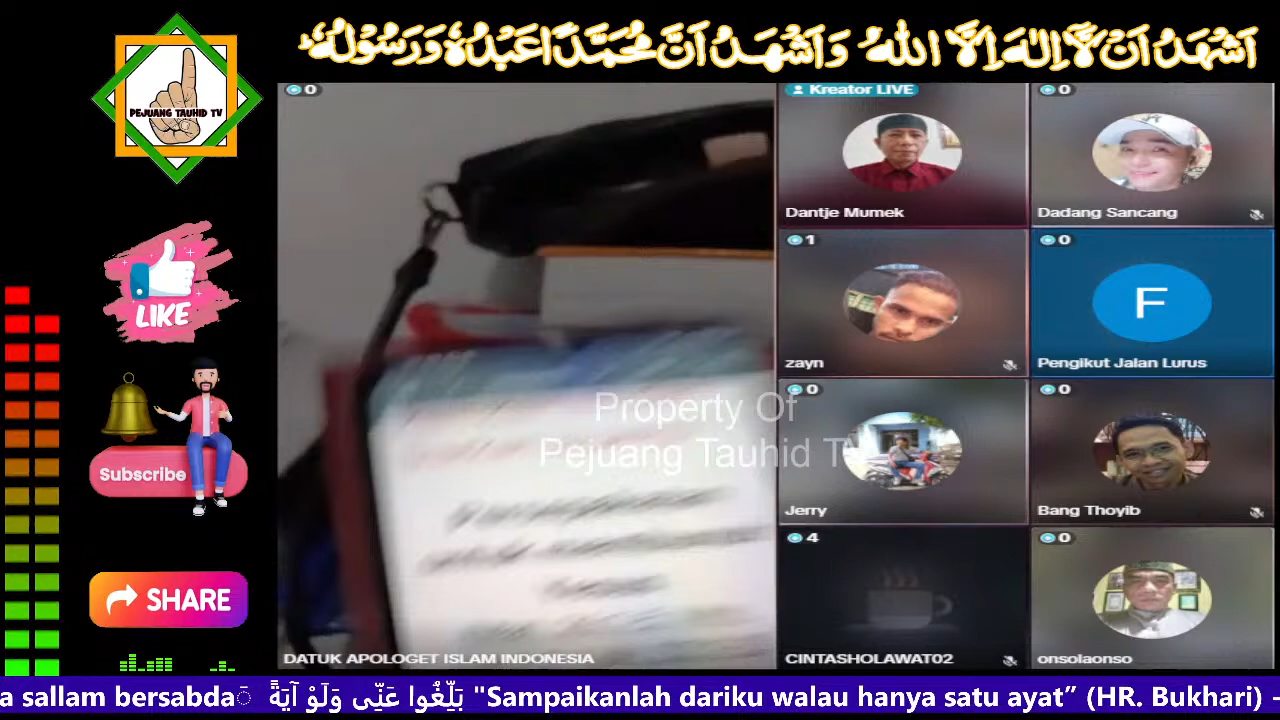 اَشْهَدُ اَنْ لَّا اِلٰهَ اِلَّا اللهُ وَاَشْهَدُ اَنَّ مُحَمَّدًا عَبْدُهٗ وَرَسُوْلُهٗ
PEJUANG TAUHID TV
0
Kreator LIVE
0
Dantje Mumek
Dadang Sancang
1
0
F
LIKE
zayn
Pengikut Jalan Lurus
0
0
Property Of
Pejuang Tauhid TV
Subscribe
Jerry
Bang Thoyib
4
0
SHARE
DATUK APOLOGET ISLAM INDONESIA
CINTASHOLAWAT02
onsolaonso
a sallam bersabda بَلِّغُوا عَنِّى وَلَوْ آيَةً "Sampaikanlah dariku walau hanya satu ayat” (HR. Bukhari) -